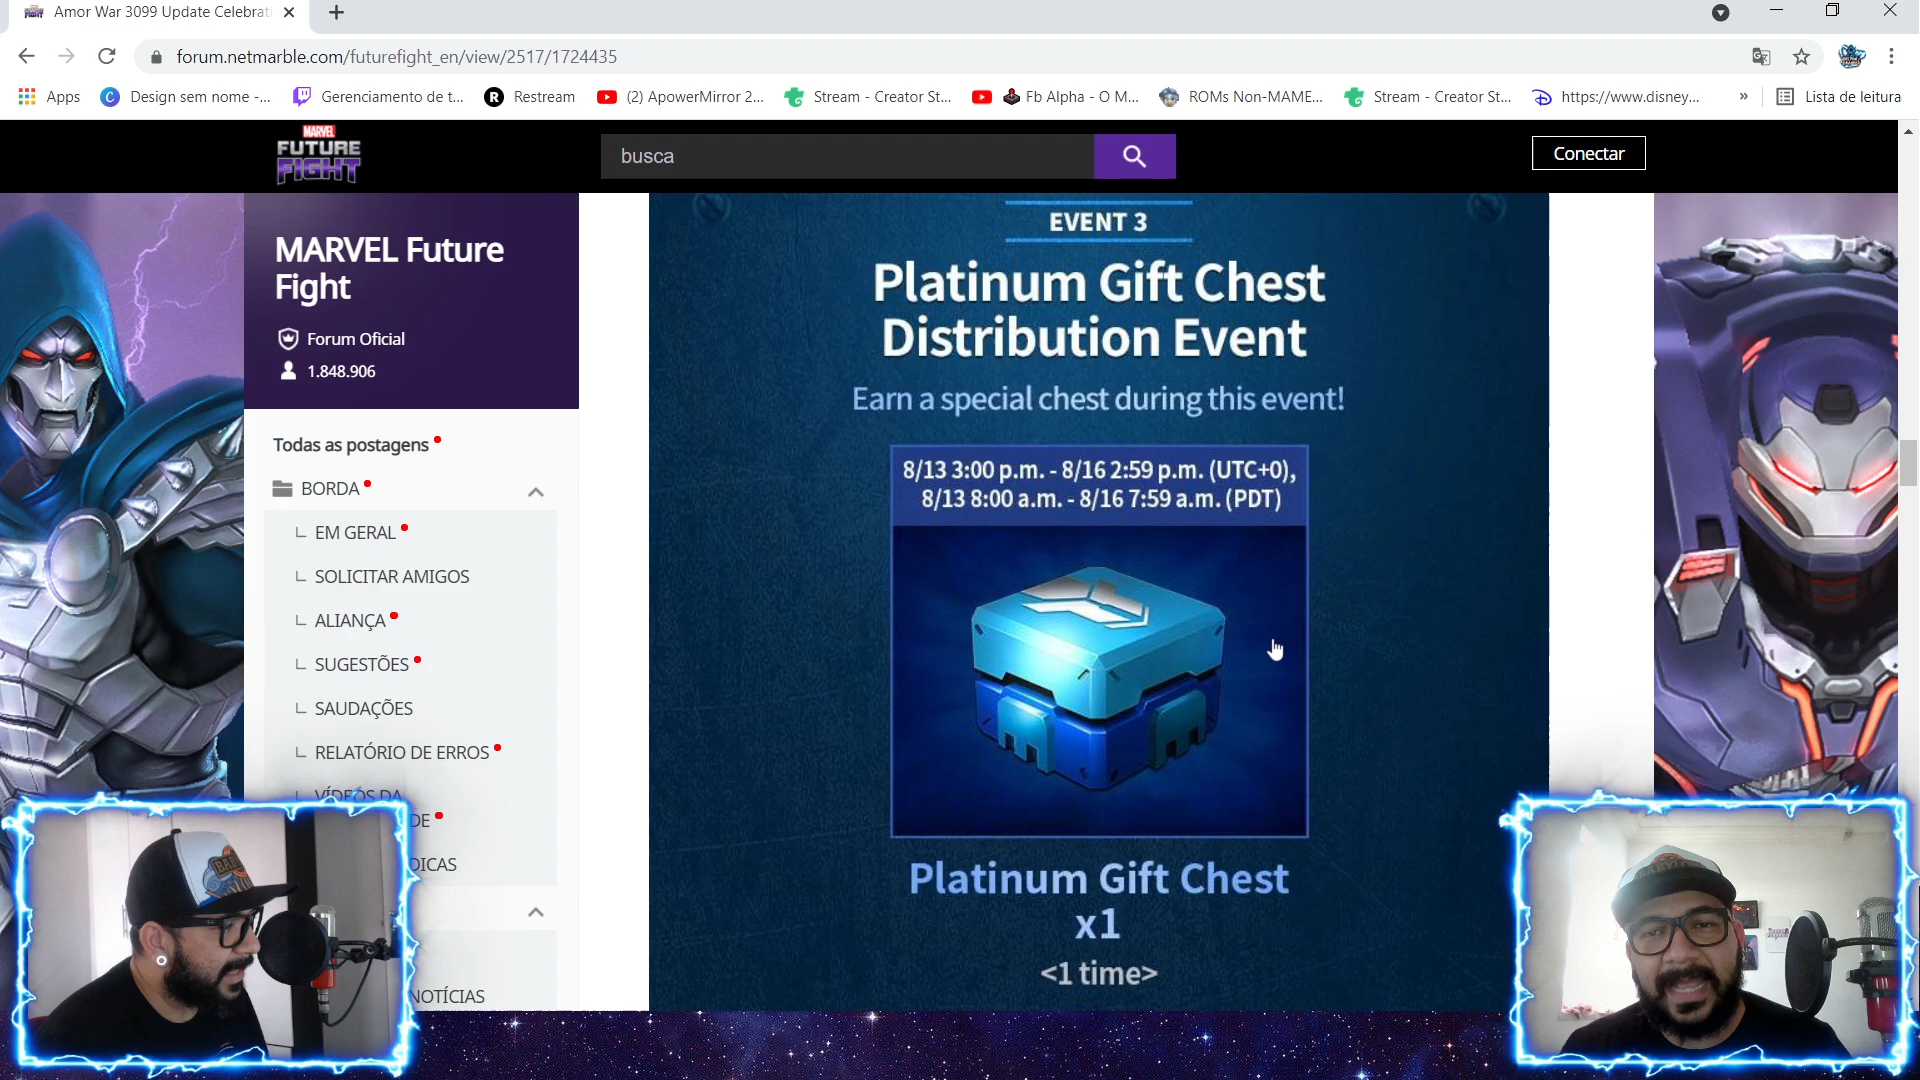 Amor War 3099 Update Celebrati
forum.netmarble.com/futurefight_en/view/2517/1724435
Apps
Design sem nome -...
Gerenciamento de t...
Restream
(2) ApowerMirror 2...
Stream - Creator St...
Fb Alpha - O M...
ROMs Non-MAME...
Stream - Creator St...
https://www.disney...
»
Lista de leitura
MARVEL
FUTURE
FIGHT
busca
Conectar
MARVEL Future
Fight
Forum Oficial
1.848.906
Todas as postagens
BORDA
EM GERAL
SOLICITAR AMIGOS
ALIANÇA
SUGESTÕES
SAUDAÇÕES
RELATÓRIO DE ERROS
VÍDEOS DA
DE
DICAS
NOTÍCIAS
EVENT 3
Platinum Gift Chest
Distribution Event
Earn a special chest during this event!
8/13 3:00 p.m. - 8/16 2:59 p.m. (UTC+0),
8/13 8:00 a.m. - 8/16 7:59 a.m. (PDT)
Platinum Gift Chest
x1
<1 time>